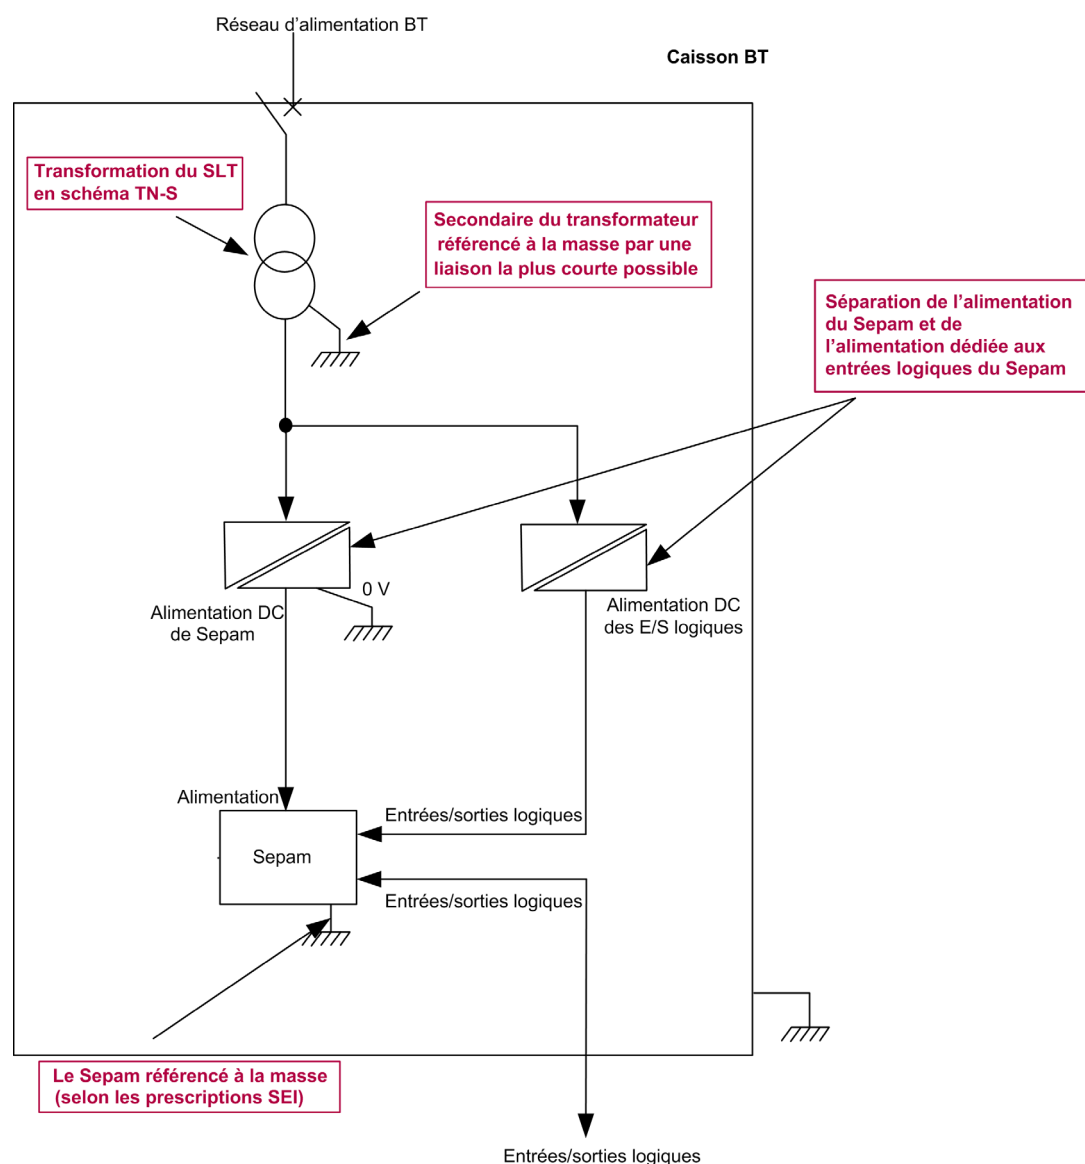 Réseau d’alimentation BT
Caisson BT
Transformation du SLT
en schéma TN-S
Secondaire du transformateur
référencé à la masse par une
liaison la plus courte possible
Séparation de l’alimentation
du Sepam et de
l’alimentation dédiée aux
entrées logiques du Sepam
0 V
Alimentation DC
de Sepam
Alimentation DC
des E/S logiques
Alimentation
Entrées/sorties logiques
Sepam
Entrées/sorties logiques
Le Sepam référencé à la masse
(selon les prescriptions SEI)
Entrées/sorties logiques